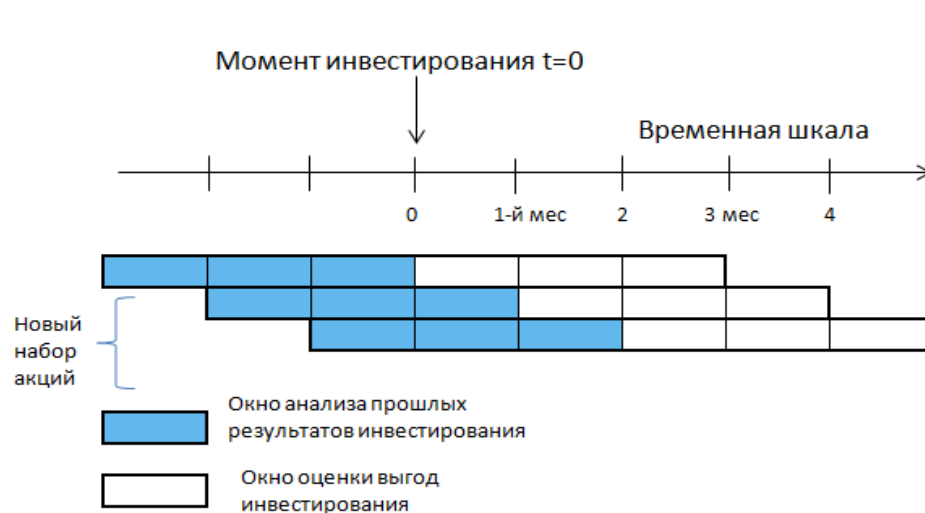 Момент инвестирования t=0
Временная шкала
0 1-й мес 2 3 мес 4
Новый
набор
акций
Окно анализа прошлых
результатов инвестирования
Окно оценки выгод
инвестирования